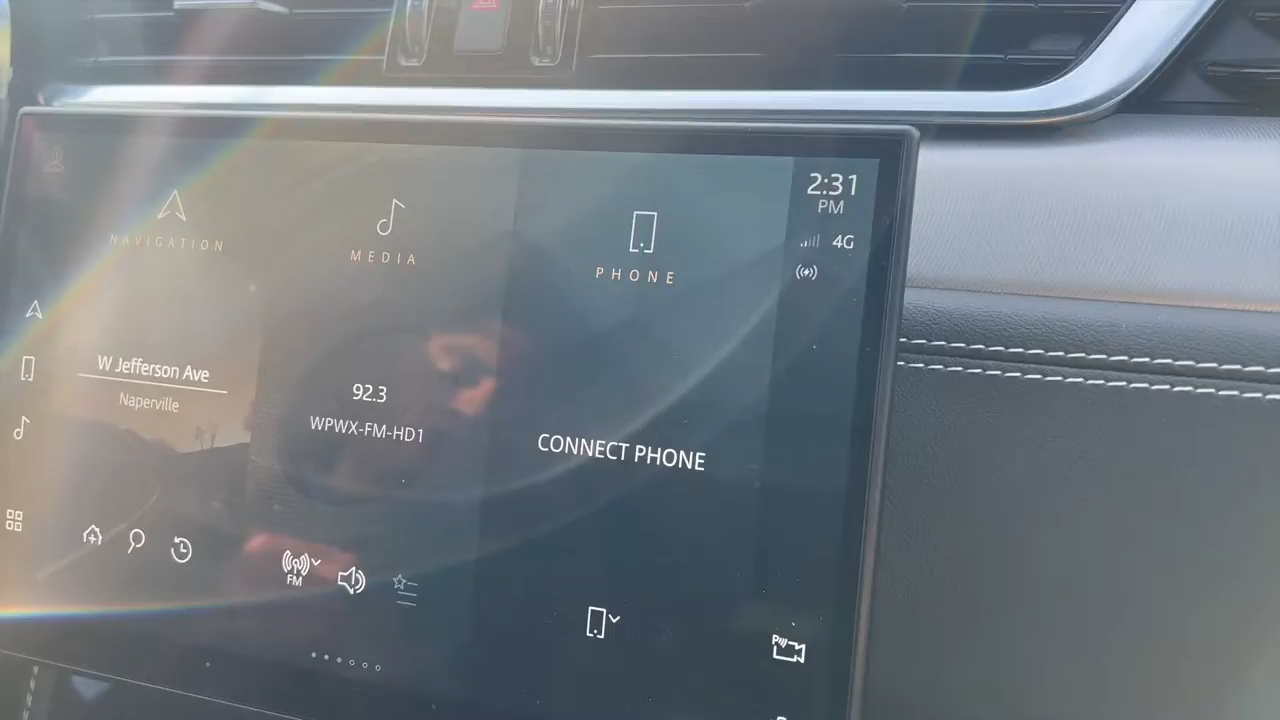 NAVIGATION
MEDIA
PHONE
2:31
PM
4G
W Jefferson Ave
Naperville
92.3
WPWX-FM-HD1
CONNECT PHONE
FM
P